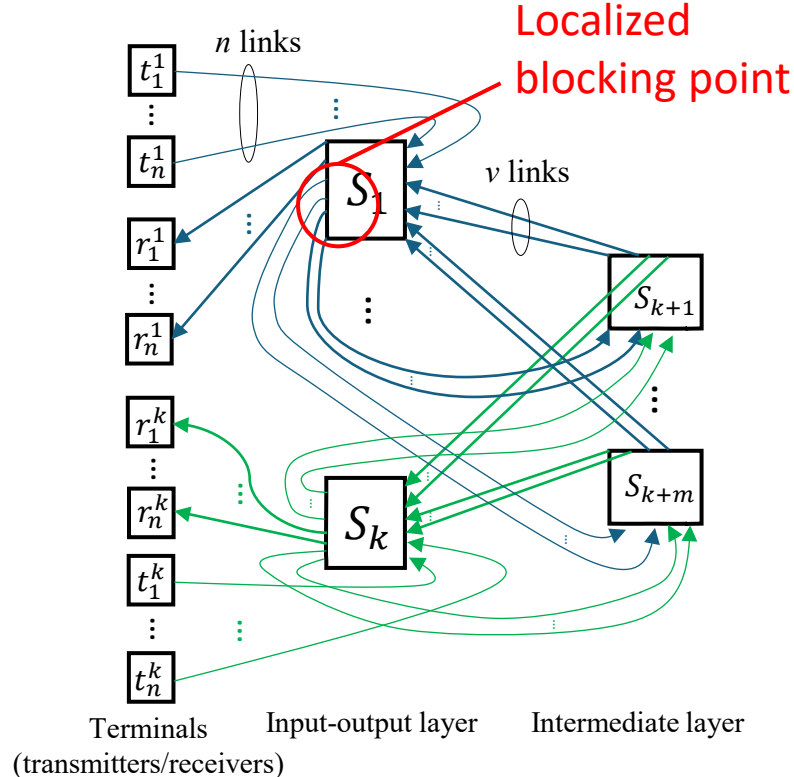 Localized
blocking point
n links
t_1^1
⋮
t_n^1
r_1^1
⋮
r_n^1
S_1
v links
S_{k+1}
⋮
S_{k+m}
r_1^k
⋮
r_n^k
S_k
t_1^k
⋮
t_n^k
Terminals
(transmitters/receivers)
Input-output layer
Intermediate layer